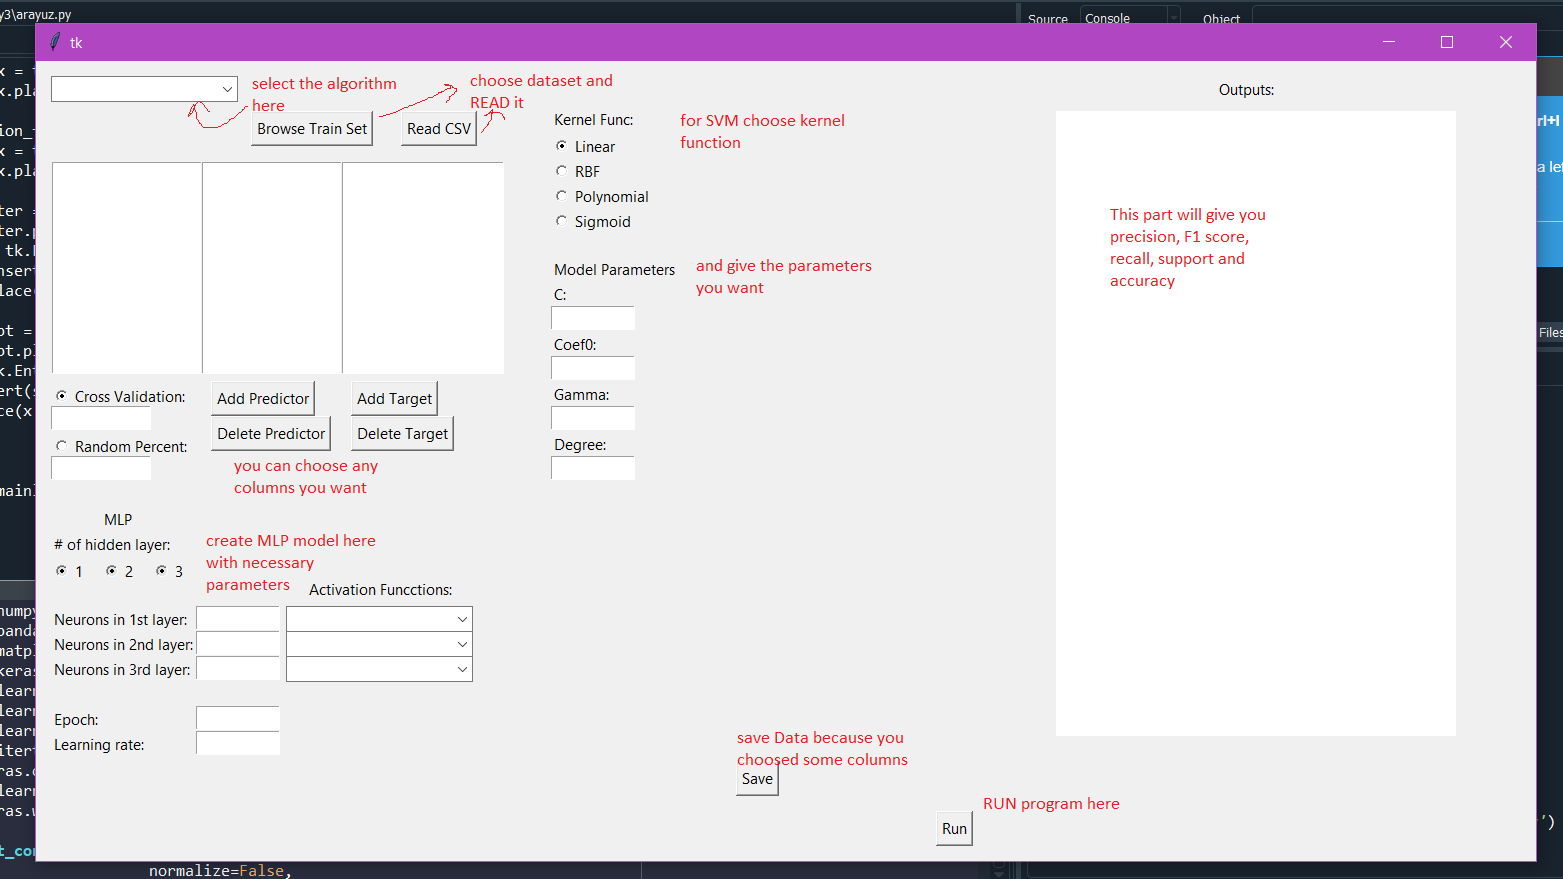 y3\arayuz.py
Source
Console
Object
tk
select the algorithm
here
choose dataset and
READ it
Browse Train Set
Read CSV
Kernel Func:
for SVM choose kernel
function
Linear
RBF
Polynomial
Sigmoid
Outputs:
This part will give you
precision, F1 score,
recall, support and
accuracy
Model Parameters
and give the parameters
you want
C:
Coef0:
Gamma:
Degree:
Cross Validation:
Random Percent:
Add Predictor
Add Target
Delete Predictor
Delete Target
you can choose any
columns you want
MLP
# of hidden layer:
1 2 3
create MLP model here
with necessary
parameters
Activation Funcctions:
Neurons in 1st layer:
Neurons in 2nd layer:
Neurons in 3rd layer:
Epoch:
Learning rate:
save Data because you
choosed some columns
Save
RUN program here
Run
Files
normalize=False,